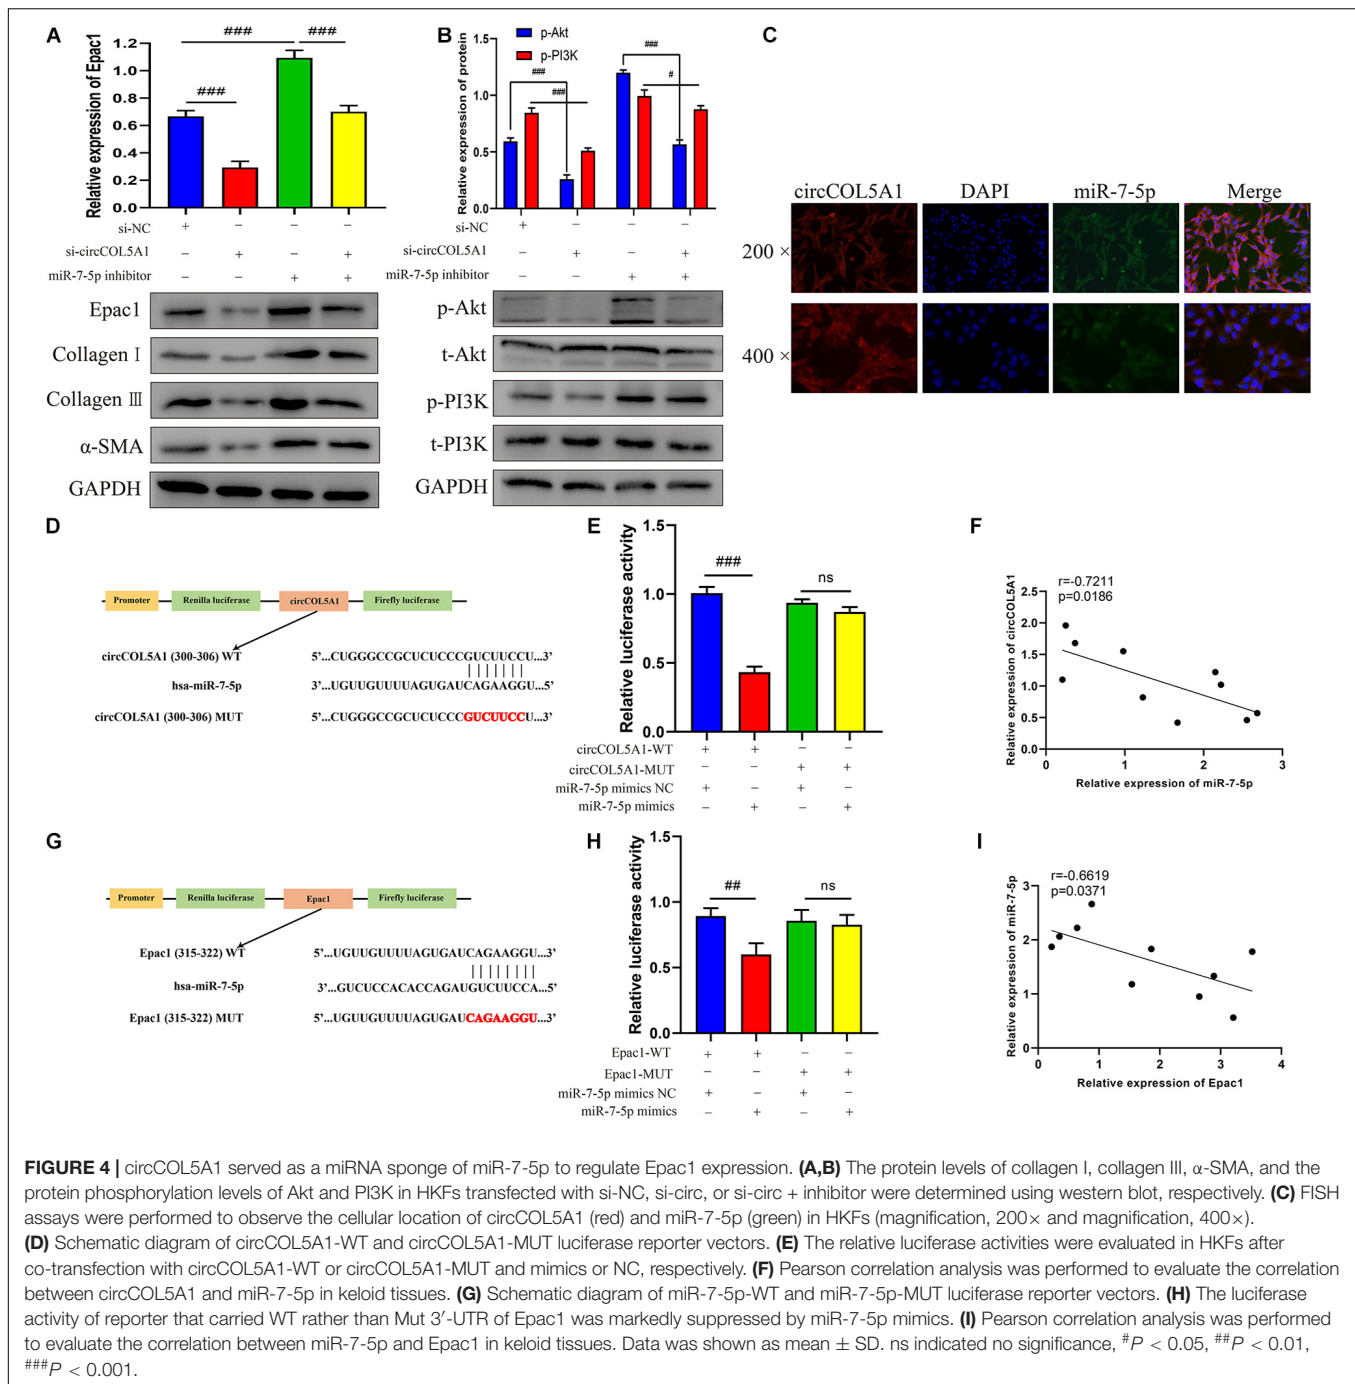 A
Relative expression of Epac1
1.2
1.0
0.8
0.6
0.4
0.2
0.0
###
###
###
si-NC + – – –
si-circCOL5A1 – + – +
miR-7-5p inhibitor – – + +
Epac1
Collagen I
Collagen III
α-SMA
GAPDH
B
p-Akt
p-PI3K
Relative expression of protein
1.5
1.0
0.5
0.0
###
###
###
#
si-NC + – – –
si-circCOL5A1 – + – +
miR-7-5p inhibitor – – + +
p-Akt
t-Akt
p-PI3K
t-PI3K
GAPDH
C
circCOL5A1 DAPI miR-7-5p Merge
200 ×
400 ×
D
Promoter Renilla luciferase circCOL5A1 Firefly luciferase
circCOL5A1 (300-306) WT 5’...CUGGGCCGCUCUCCCGUCUUCCU...3’
hsa-miR-7-5p 3’...UGUUGUUUUAGUGAUCAGAAGGU...5’
circCOL5A1 (300-306) MUT 5’...CUGGGCCGCUCUCCCGUCUUCCU...3’
E
Relative luciferase activity
1.5
1.0
0.5
0.0
###
ns
circCOL5A1-WT + + – –
circCOL5A1-MUT – – + +
miR-7-5p mimics NC + – + –
miR-7-5p mimics – + – +
F
r=-0.7211
p=0.0186
Relative expression of circCOL5A1
2.5
2.0
1.5
1.0
0.5
0.0
0 1 2 3
Relative expression of miR-7-5p
G
Promoter Renilla luciferase Epac1 Firefly luciferase
Epac1 (315-322) WT 5’...UGUUGUUUUAGUGAUCAGAAGGU...3’
hsa-miR-7-5p 3’...GUCUCCACACCAGAUGUCUUCCA...5’
Epac1 (315-322) MUT 5’...UGUUGUUUUAGUGAUCAGAAGGU...3’
H
Relative luciferase activity
1.5
1.0
0.5
0.0
##
ns
Epac1-WT + + – –
Epac1-MUT – – + +
miR-7-5p mimics NC + – + –
miR-7-5p mimics – + – +
I
r=-0.6619
p=0.0371
Relative expression of miR-7-5p
3
2
1
0
0 1 2 3 4
Relative expression of Epac1
FIGURE 4 | circCOL5A1 served as a miRNA sponge of miR-7-5p to regulate Epac1 expression. (A,B) The protein levels of collagen I, collagen III, α-SMA, and the
protein phosphorylation levels of Akt and PI3K in HKFs transfected with si-NC, si-circ, or si-circ + inhibitor were determined using western blot, respectively. (C) FISH
assays were performed to observe the cellular location of circCOL5A1 (red) and miR-7-5p (green) in HKFs (magnification, 200× and magnification, 400×).
(D) Schematic diagram of circCOL5A1-WT and circCOL5A1-MUT luciferase reporter vectors. (E) The relative luciferase activities were evaluated in HKFs after
co-transfection with circCOL5A1-WT or circCOL5A1-MUT and mimics or NC, respectively. (F) Pearson correlation analysis was performed to evaluate the correlation
between circCOL5A1 and miR-7-5p in keloid tissues. (G) Schematic diagram of miR-7-5p-WT and miR-7-5p-MUT luciferase reporter vectors. (H) The luciferase
activity of reporter that carried WT rather than Mut 3′-UTR of Epac1 was markedly suppressed by miR-7-5p mimics. (I) Pearson correlation analysis was performed
to evaluate the correlation between miR-7-5p and Epac1 in keloid tissues. Data was shown as mean ± SD. ns indicated no significance, #P < 0.05, ##P < 0.01,
###P < 0.001.